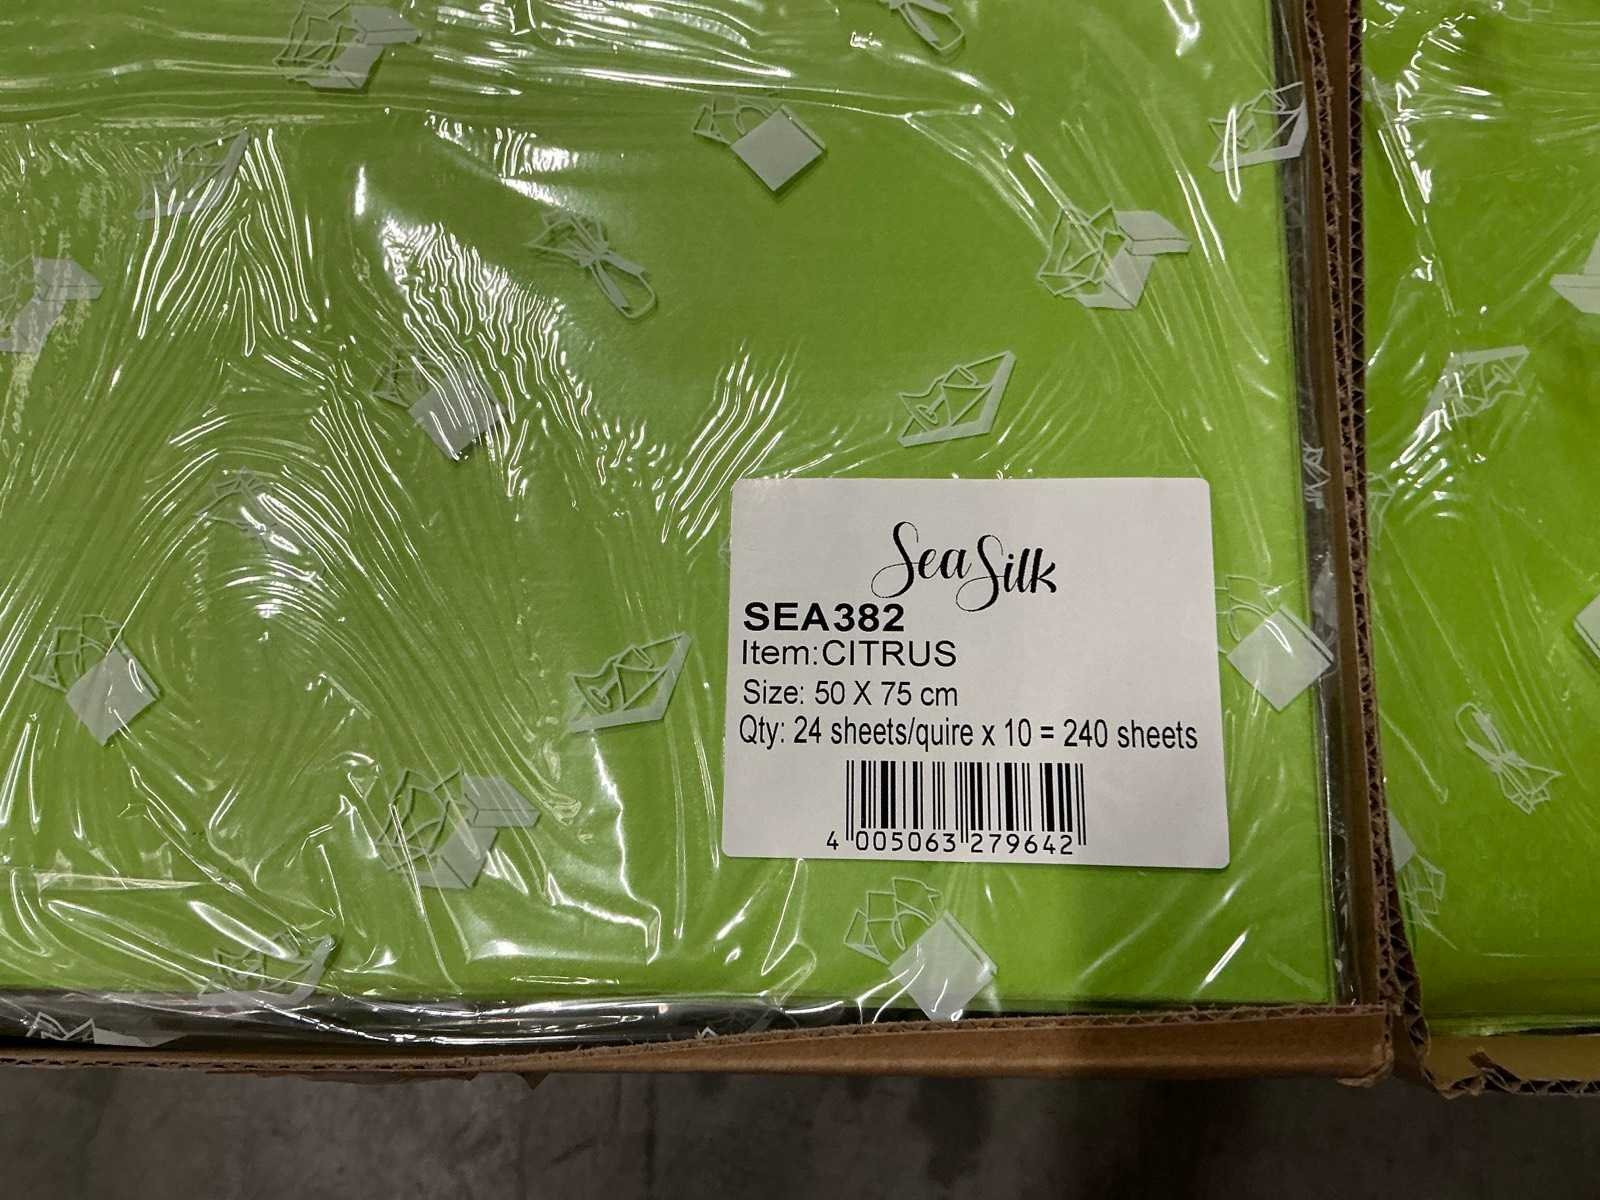 Sea Silk
SEA382
Item:CITRUS
Size: 50 X 75 cm
Qty: 24 sheets/quire x 10 = 240 sheets
4 005063 279642